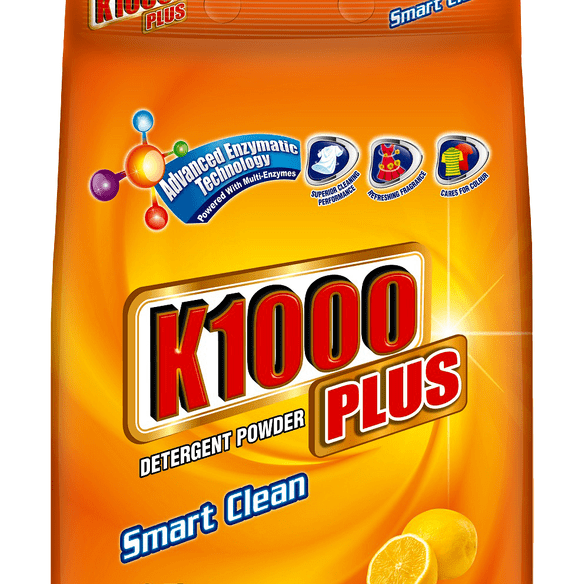 K1000
PLUS
Smart Clean
Advanced Enzymatic
Technology
Powered With Multi-Enzymes
SUPERIOR CLEANING
PERFORMANCE
REFRESHING FRAGRANCE
CARES FOR COLOUR
K1000
PLUS
DETERGENT POWDER
Smart Clean